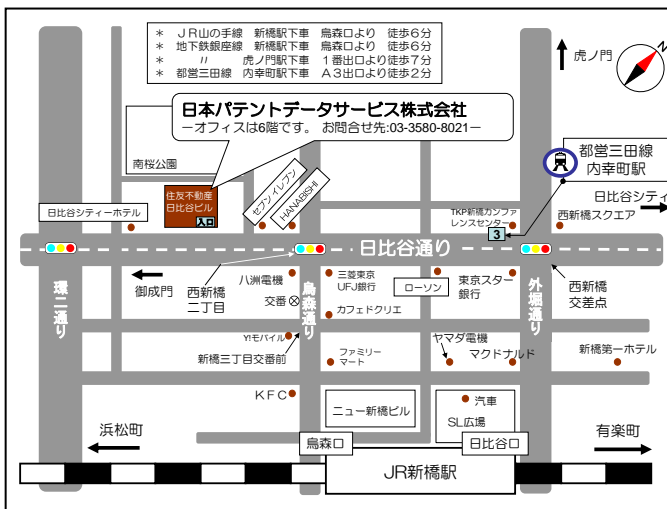 ＊　ＪＲ山の手線　新橋駅下車　烏森口より　徒歩６分
＊　地下鉄銀座線　新橋駅下車　烏森口より　徒歩６分
＊　　　〃　　　虎ノ門駅下車　１番出口より徒歩７分
＊　都営三田線　内幸町駅下車　Ａ３出口より徒歩２分
虎ノ門
N
日本パテントデータサービス株式会社
－オフィスは6階です。 お問合せ先:03-3580-8021－
南桜公園
都営三田線
内幸町駅
住友不動産
日比谷ビル
入口
セブンイレブン
HANABISHI
日比谷シティ
日比谷シティーホテル
TKP新橋カンファ
レンスセンター
西新橋スクエア
3
日比谷通り
御成門
西新橋
二丁目
八洲電機
三菱東京
UFJ銀行
ローソン
東京スター
銀行
西新橋
交差点
環二通り
烏森通り
外堀通り
交番
カフェドクリエ
Y!モバイル
新橋三丁目交番前
ファミリー
マート
ヤマダ電機
マクドナルド
新橋第一ホテル
ＫＦＣ
ニュー新橋ビル
汽車
SL広場
浜松町
烏森口
日比谷口
有楽町
JR新橋駅